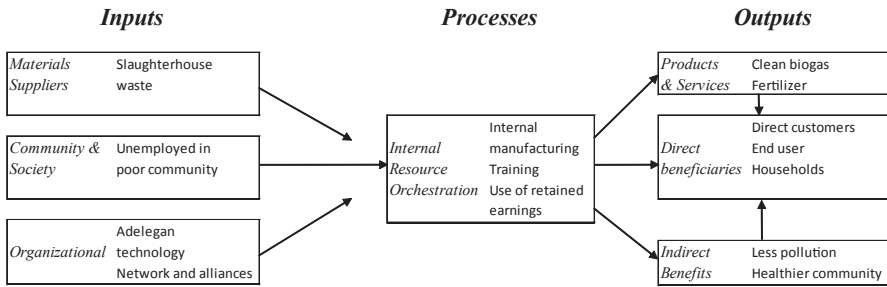 Inputs
Processes
Outputs
Materials
Suppliers
Slaughterhouse
waste
Community &
Society
Unemployed in
poor community
Organizational
Adelegan
technology
Network and alliances
Internal
Resource
Orchestration
Internal
manufacturing
Training
Use of retained
earnings
Products
& Services
Clean biogas
Fertilizer
Direct
beneficiaries
Direct customers
End user
Households
Indirect
Benefits
Less pollution
Healthier community